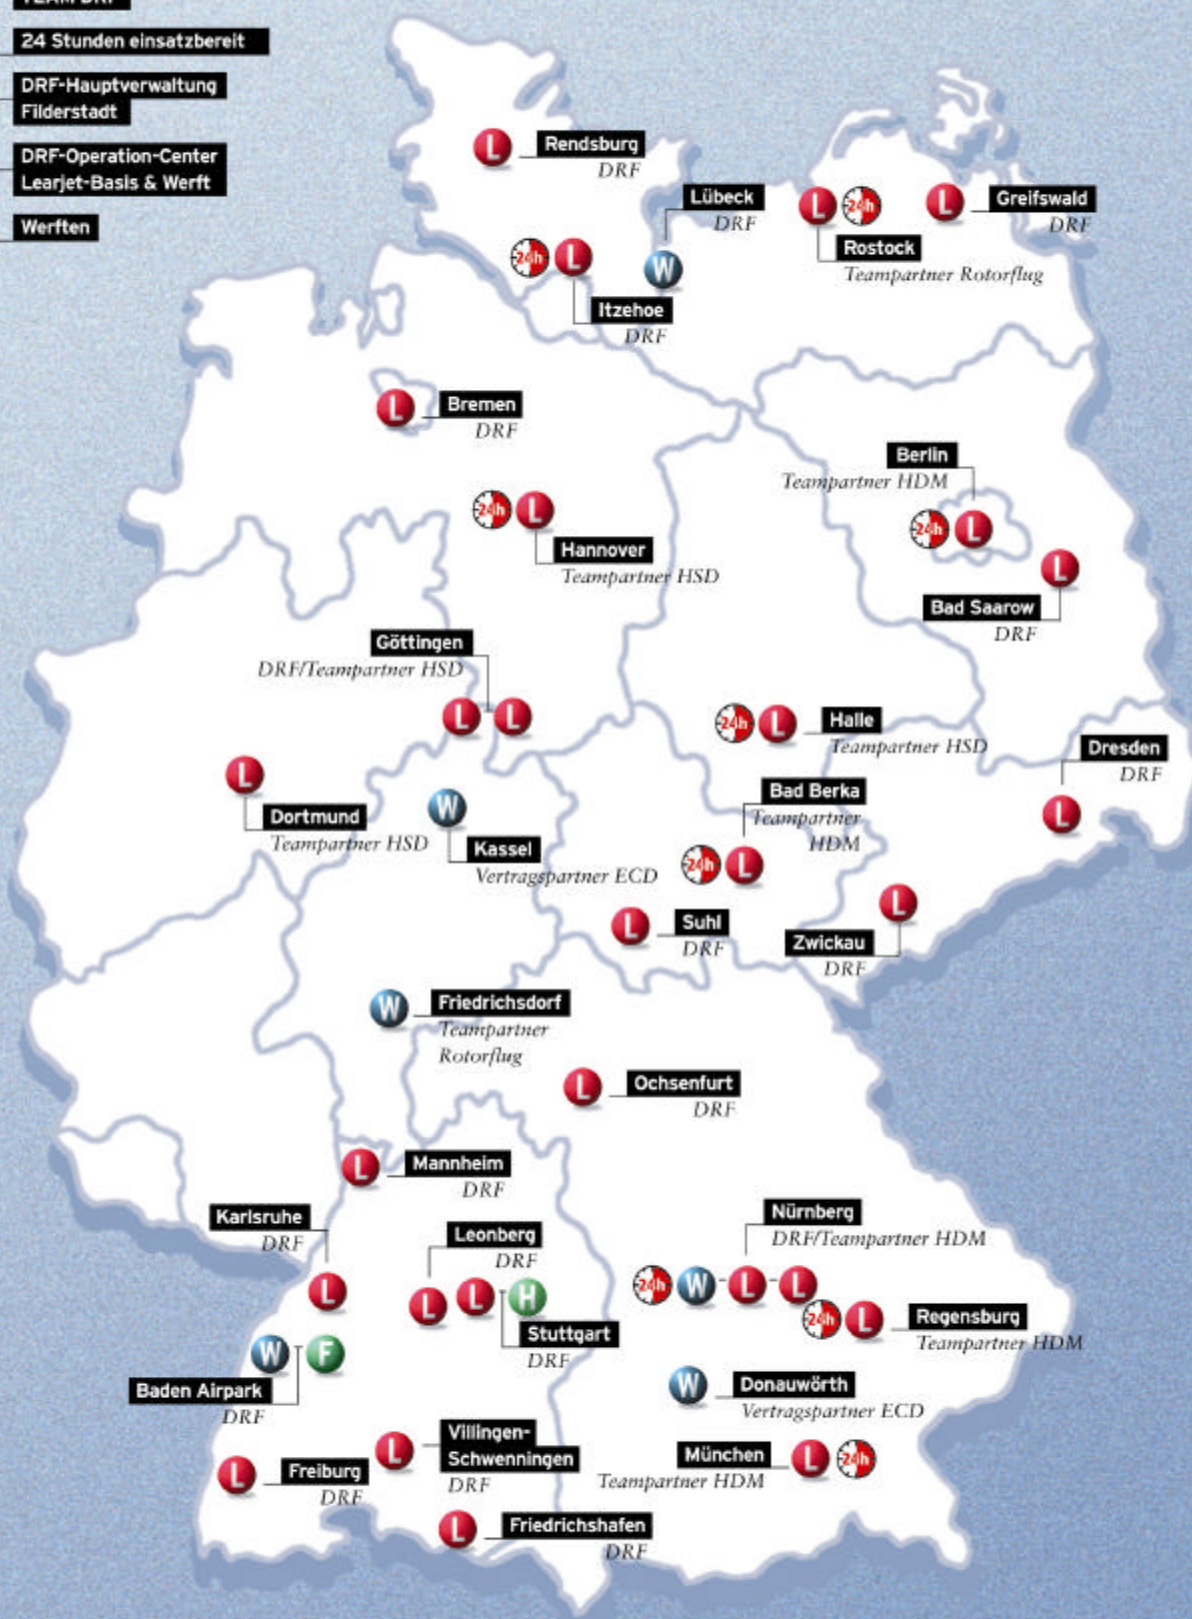 TEAM DRF
24 Stunden einsatzbereit
DRF-Hauptverwaltung
Filderstadt
DRF-Operation-Center
Learjet-Basis & Werft
Werften
L
Rendsburg
DRF
Lübeck
DRF
W
L
24h
Rostock
Teampartner Rotorflug
L
Greifswald
DRF
24h
L
Itzehoe
DRF
L
Bremen
DRF
Berlin
Teampartner HDM
24h
L
24h
L
Hannover
Teampartner HSD
L
Bad Saarow
DRF
Göttingen
DRF/Teampartner HSD
L
L
24h
L
Halle
Teampartner HSD
Dresden
DRF
L
L
Dortmund
Teampartner HSD
W
Kassel
Vertragspartner ECD
Bad Berka
Teampartner
HDM
24h
L
L
Suhl
DRF
L
Zwickau
DRF
W
Friedrichsdorf
Teampartner
Rotorflug
L
Ochsenfurt
DRF
L
Mannheim
DRF
Karlsruhe
DRF
L
Leonberg
DRF
L
L
H
Stuttgart
DRF
Nürnberg
DRF/Teampartner HDM
24h
W
L
L
24h
L
Regensburg
Teampartner HDM
W
F
Baden Airpark
DRF
W
Donauwörth
Vertragspartner ECD
L
Villingen-
Schwenningen
DRF
München
Teampartner HDM
L
24h
L
Freiburg
DRF
L
Friedrichshafen
DRF